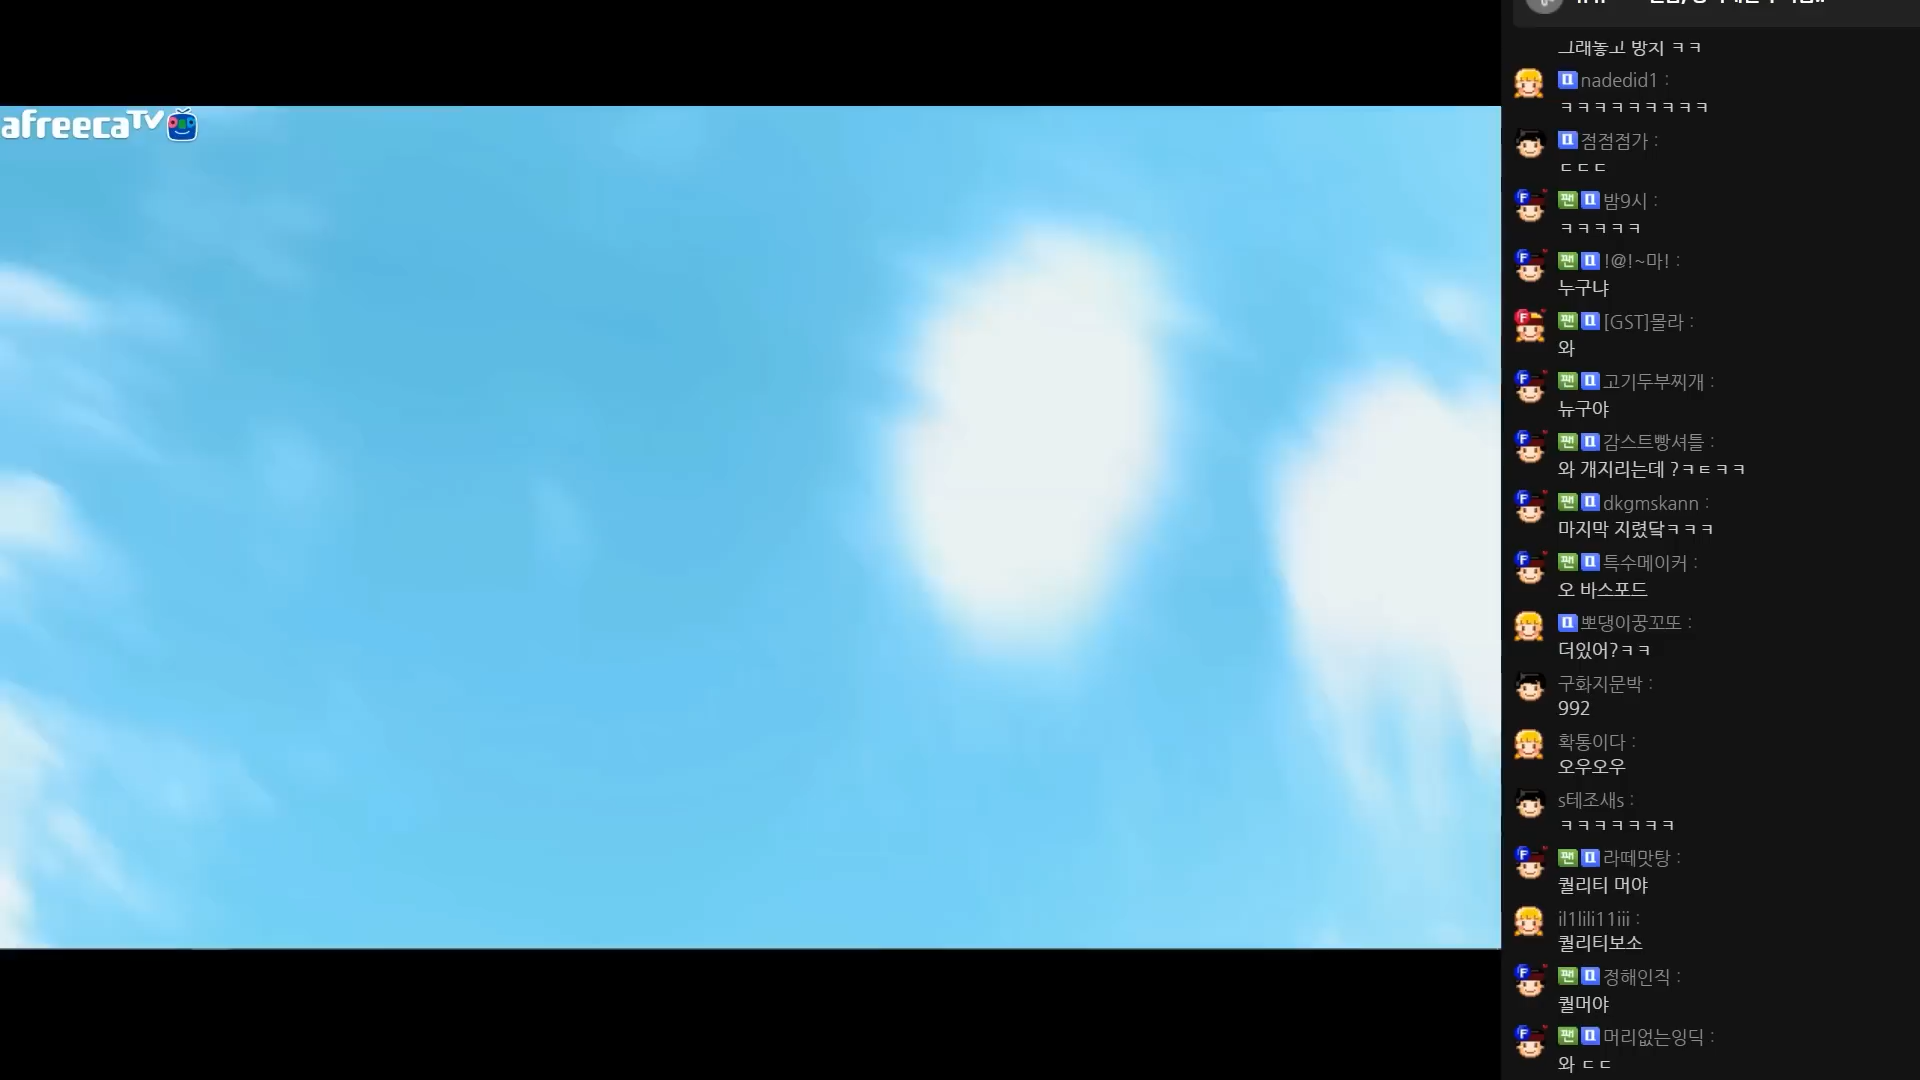 afreecaTV
그래놓고 방지 ㅋㅋ
nadedid1 :
ㅋㅋㅋㅋㅋㅋㅋㅋㅋ
점점점가 :
ㄷㄷㄷ
팬 밤9시 :
ㅋㅋㅋㅋㅋ
팬 !@!~마! :
누구냐
팬 [GST]몰라 :
와
팬 고기두부찌개 :
뉴구야
팬 감스트빵셔틀 :
와 개지리는데 ?ㅋㅌㅋㅋ
팬 dkgmskann :
마지막 지렸닼ㅋㅋㅋ
팬 특수메이커 :
오 바스포드
뽀댕이꿍꼬또 :
더있어?ㅋㅋ
구화지문박 :
992
확통이다 :
오우오우
s테조새s :
ㅋㅋㅋㅋㅋㅋㅋ
팬 라떼맛탕 :
퀄리티 머야
il1lili11iii :
퀄리티보소
팬 정해인직 :
퀄머야
팬 머리없는잉딕 :
와 ㄷㄷ